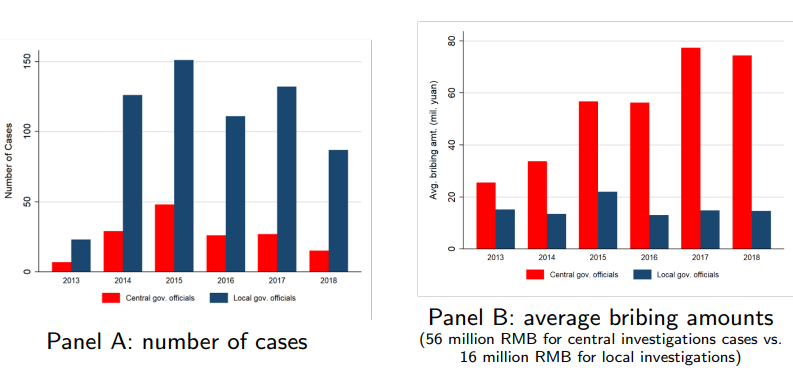 Number of Cases
150
100
50
0
2013 2014 2015 2016 2017 2018
Central gov. officials Local gov. officials
Panel A: number of cases
Avg. bribing amt. (mil. yuan)
80
60
40
20
0
2013 2014 2015 2016 2017 2018
Central gov. officials Local gov. officials
Panel B: average bribing amounts
(56 million RMB for central investigations cases vs.
16 million RMB for local investigations)